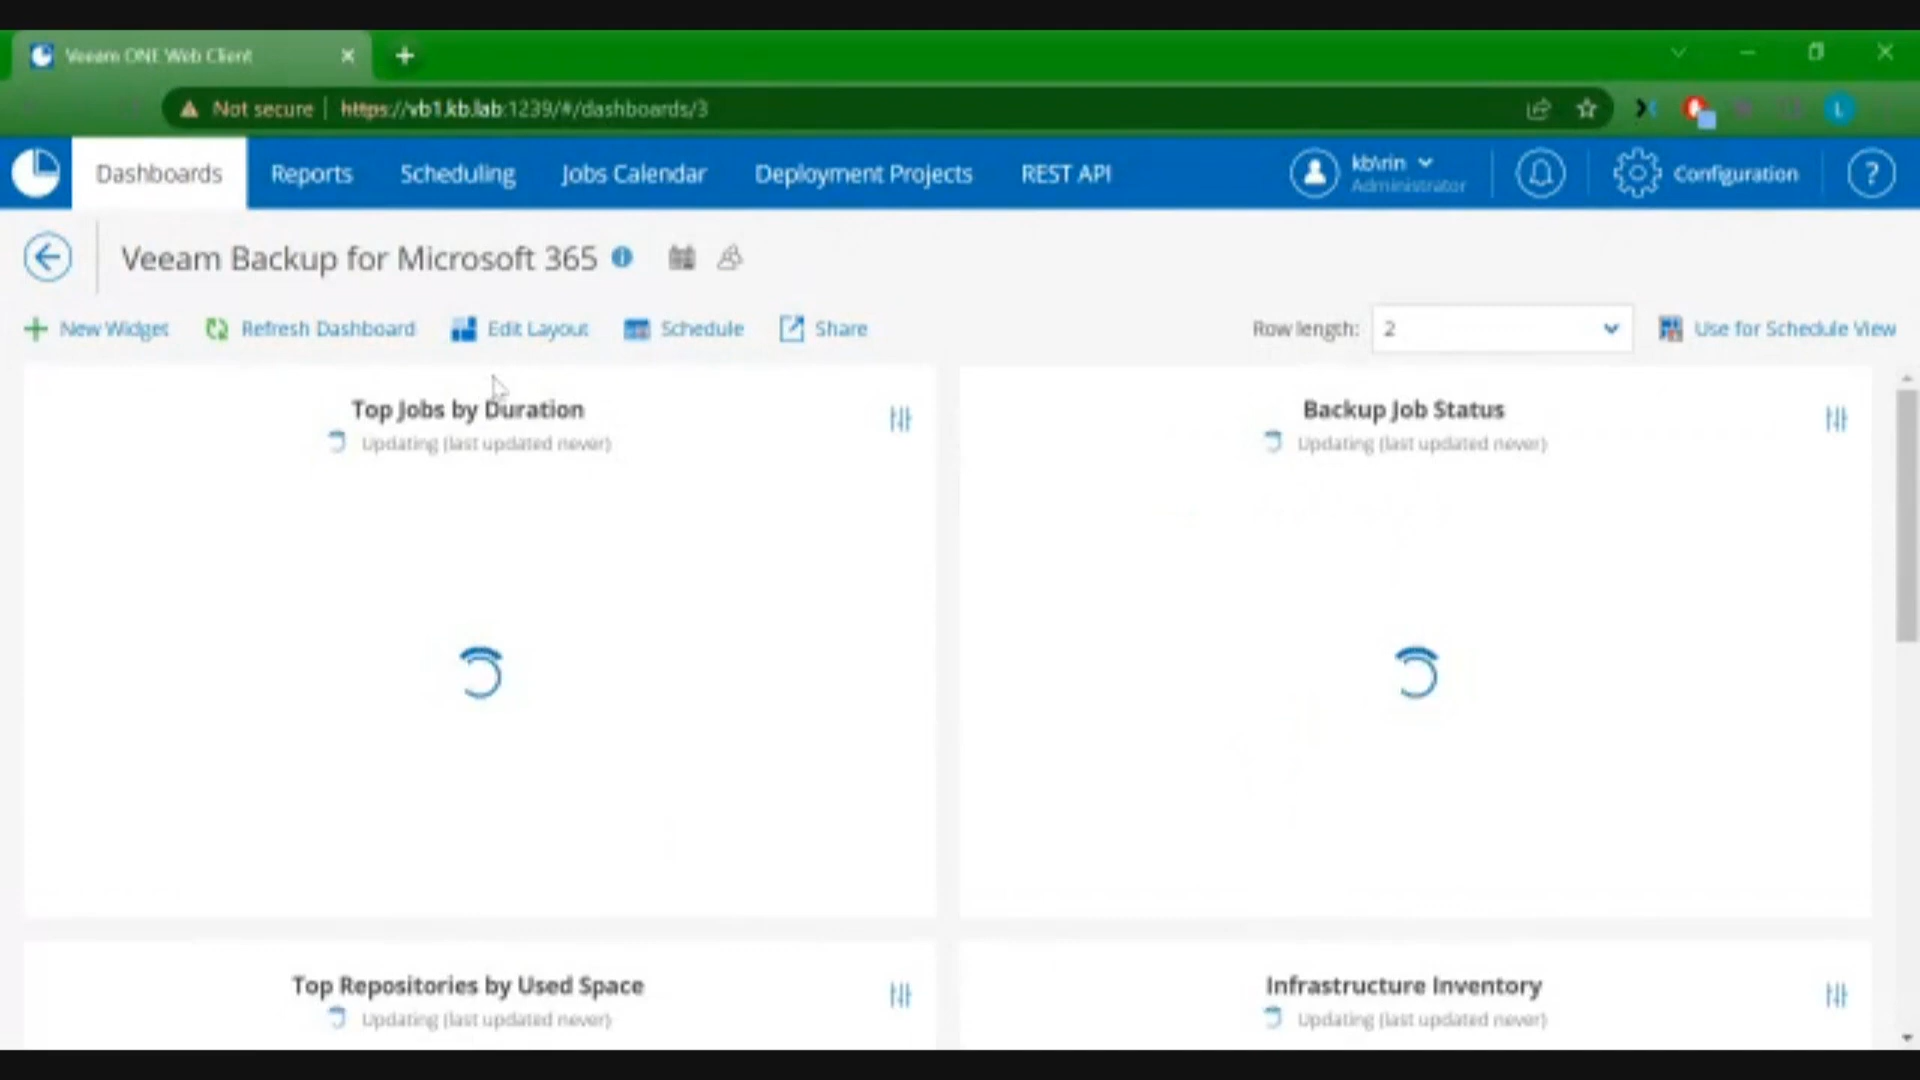 Veeam ONE Web Client
Not secure | https://vb1.kb.lab:1239/#/dashboards/3
L
Dashboards Reports Scheduling Jobs Calendar Deployment Projects REST API kb\rin Configuration ?
Administrator
Veeam Backup for Microsoft 365
New Widget Refresh Dashboard Edit Layout Schedule Share Row length: 2 Use for Schedule View
Top Jobs by Duration
Updating (last updated never)
Backup Job Status
Updating (last updated never)
Top Repositories by Used Space
Updating (last updated never)
Infrastructure Inventory
Updating (last updated never)